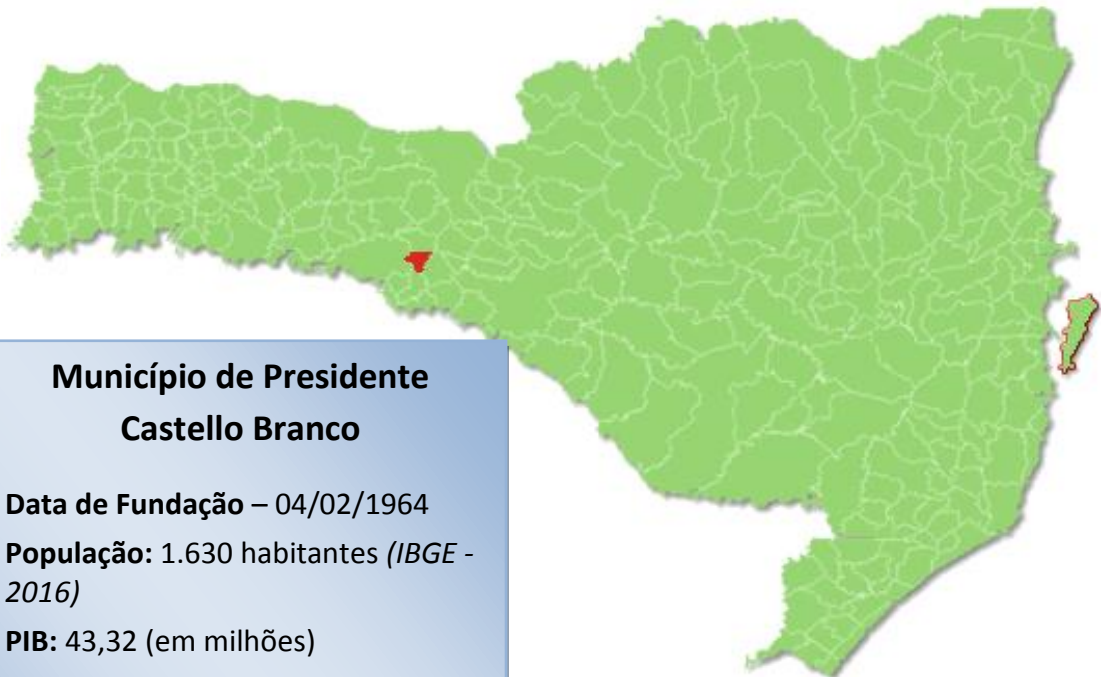 Município de Presidente
Castello Branco
Data de Fundação – 04/02/1964
População: 1.630 habitantes (IBGE -
2016)
PIB: 43,32 (em milhões)